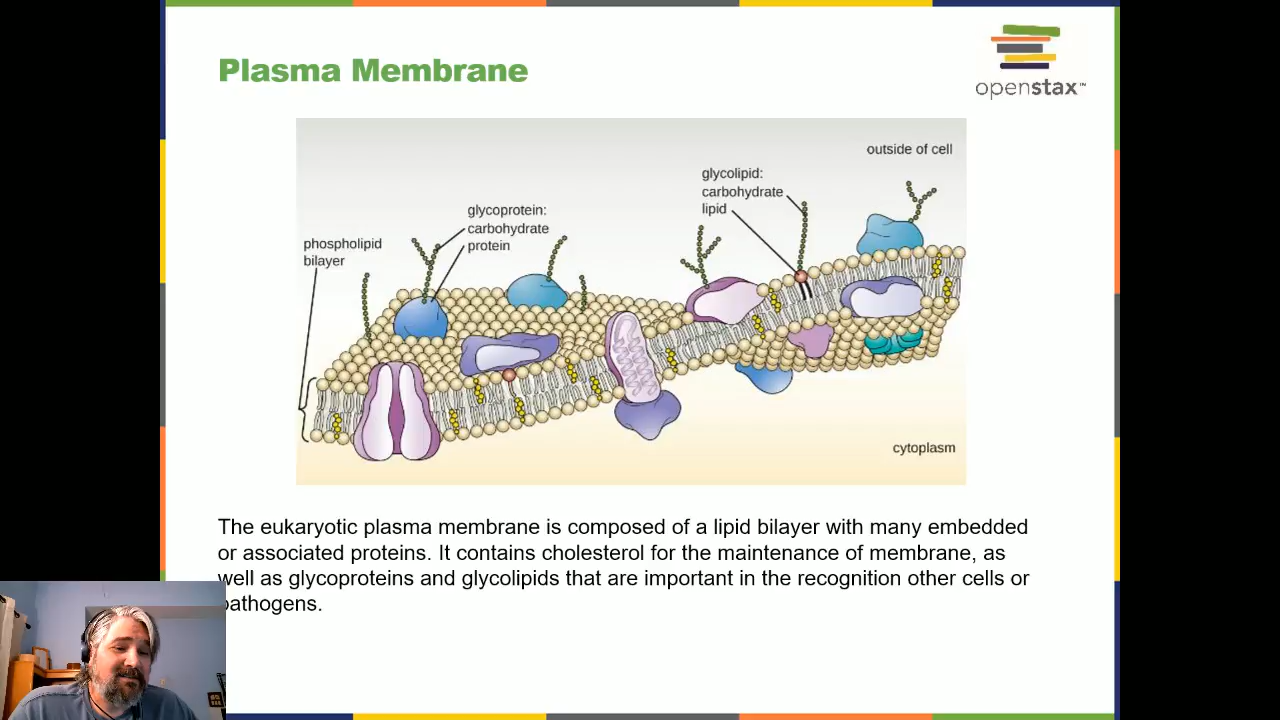 Plasma Membrane
openstax™
outside of cell
glycolipid:
carbohydrate
lipid
glycoprotein:
carbohydrate
protein
phospholipid
bilayer
cytoplasm
The eukaryotic plasma membrane is composed of a lipid bilayer with many embedded
or associated proteins. It contains cholesterol for the maintenance of membrane, as
well as glycoproteins and glycolipids that are important in the recognition other cells or
pathogens.